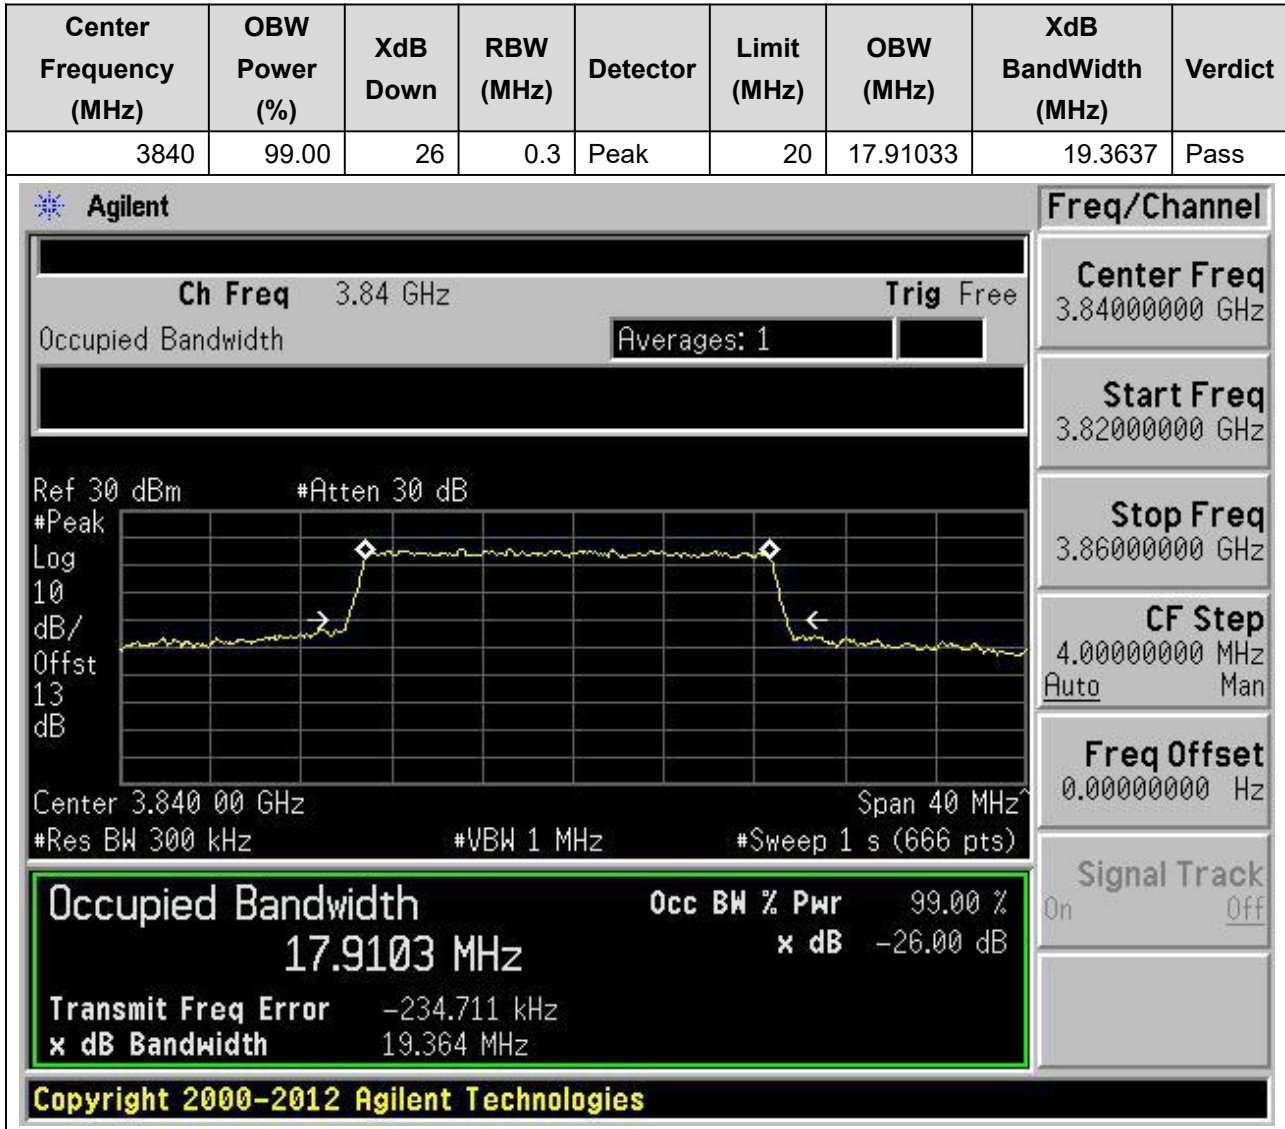 Center Frequency (MHz) OBW Power (%) XdB Down RBW (MHz) Detector Limit (MHz) OBW (MHz) XdB BandWidth (MHz) Verdict
3840 99.00 26 0.3 Peak 20 17.91033 19.3637 Pass
Agilent
Freq/Channel
Ch Freq 3.84 GHz Trig Free
Occupied Bandwidth Averages: 1
Center Freq
3.84000000 GHz
Start Freq
3.82000000 GHz
Stop Freq
3.86000000 GHz
CF Step
4.00000000 MHz
Auto Man
Freq Offset
0.00000000 Hz
Signal Track
On Off
Ref 30 dBm #Atten 30 dB
#Peak
Log
10
dB/
Offst
13
dB
Center 3.840 00 GHz Span 40 MHz^
#Res BW 300 kHz #VBW 1 MHz #Sweep 1 s (666 pts)
Occupied Bandwidth Occ BW % Pwr 99.00 %
17.9103 MHz x dB -26.00 dB
Transmit Freq Error -234.711 kHz
x dB Bandwidth 19.364 MHz
Copyright 2000-2012 Agilent Technologies